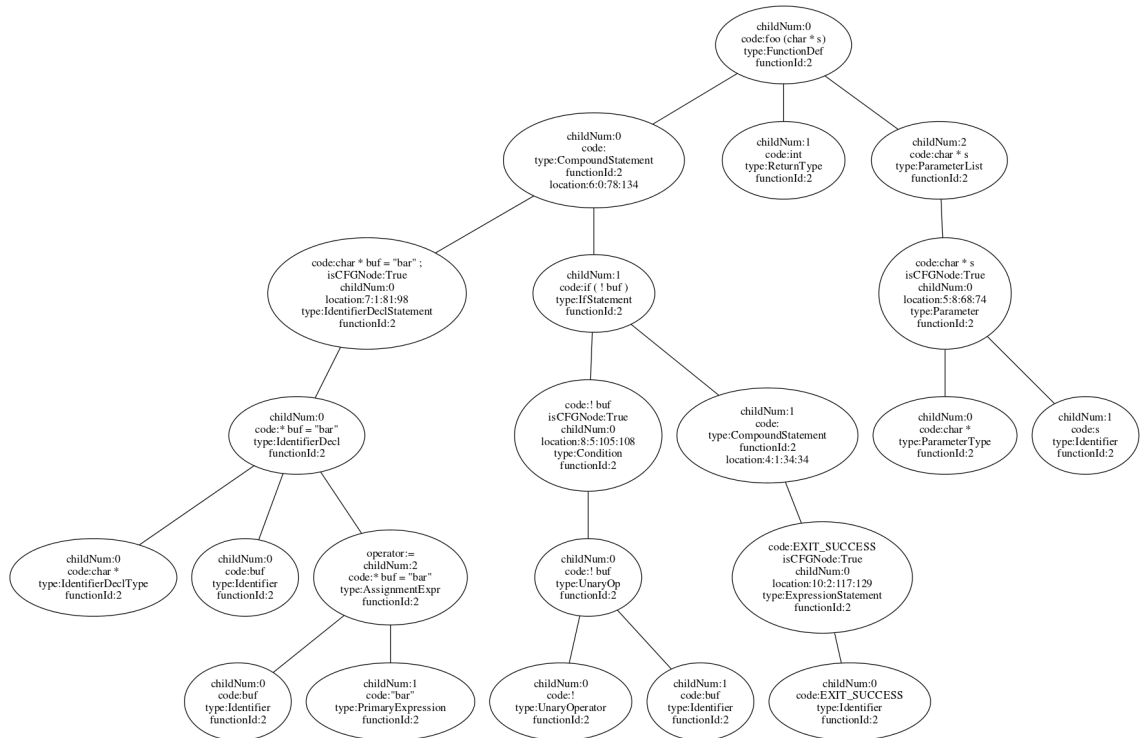 childNum:0
code:foo (char * s)
type:FunctionDef
functionId:2
childNum:0
code:
type:CompoundStatement
functionId:2
location:6:0:78:134
childNum:1
code:int
type:ReturnType
functionId:2
childNum:2
code:char * s
type:ParameterList
functionId:2
code:char * buf = "bar" ;
isCFGNode:True
childNum:0
location:7:1:81:98
type:IdentifierDeclStatement
functionId:2
childNum:1
code:if ( ! buf )
type:IfStatement
functionId:2
code:char * s
isCFGNode:True
childNum:0
location:5:8:68:74
type:Parameter
functionId:2
childNum:0
code:* buf = "bar"
type:IdentifierDecl
functionId:2
code:! buf
isCFGNode:True
childNum:0
location:8:5:105:108
type:Condition
functionId:2
childNum:1
code:
type:CompoundStatement
functionId:2
location:4:1:34:34
childNum:0
code:char *
type:ParameterType
functionId:2
childNum:1
code:s
type:Identifier
functionId:2
childNum:0
code:char *
type:IdentifierDeclType
functionId:2
childNum:0
code:buf
type:Identifier
functionId:2
operator:=
childNum:2
code:* buf = "bar"
type:AssignmentExpr
functionId:2
childNum:0
code:! buf
type:UnaryOp
functionId:2
code:EXIT_SUCCESS
isCFGNode:True
childNum:0
location:10:2:117:129
type:ExpressionStatement
functionId:2
childNum:0
code:buf
type:Identifier
functionId:2
childNum:1
code:"bar"
type:PrimaryExpression
functionId:2
childNum:0
code:!
type:UnaryOperator
functionId:2
childNum:1
code:buf
type:Identifier
functionId:2
childNum:0
code:EXIT_SUCCESS
type:Identifier
functionId:2